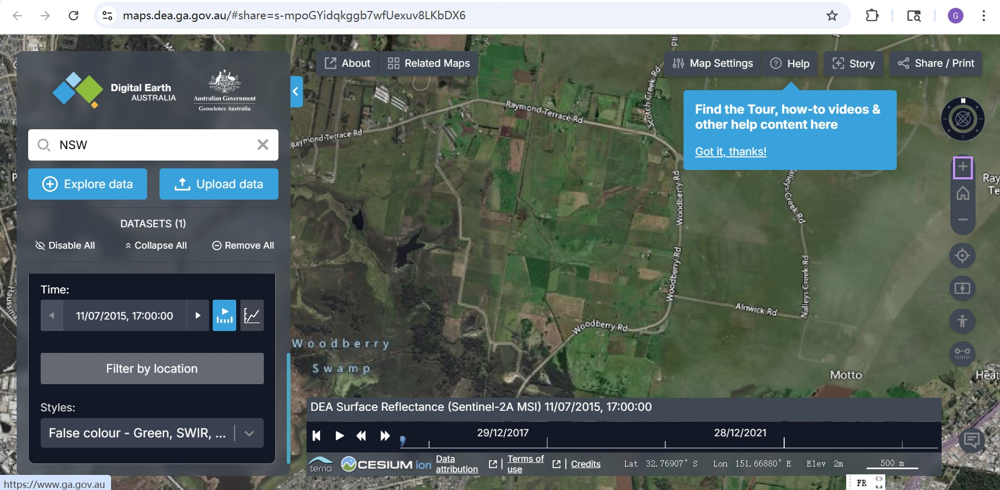 maps.dea.ga.gov.au/#share=s-mpoGYidqkggb7wfUexuv8LKbDX6
G
Digital Earth
AUSTRALIA
Australian Government
Geoscience Australia
NSW
Explore data
Upload data
DATASETS (1)
Disable All
Collapse All
Remove All
Time:
11/07/2015, 17:00:00
Filter by location
Styles:
False colour - Green, SWIR, ...
https://www.ga.gov.au
About
Related Maps
Map Settings
Help
Story
Share / Print
Find the Tour, how-to videos &
other help content here
Got it, thanks!
N
Raymond Terrace Rd
Raymond Terrace Rd
Scotch Creek Rd
Rd
Woodberry Rd
Woodberry Rd
Woodberry Rd
Nalleys Creek Rd
Alnwick Rd
Woodberry
Swamp
Motto
Heat
Ray
Te
DEA Surface Reflectance (Sentinel-2A MSI) 11/07/2015, 17:00:00
29/12/2017
28/12/2021
terria
CESIUM ion
Data
attribution
|
Terms of
use
|
Credits
Lat 32.76907° S Lon 151.66880° E Elev 2m
500 m
FR